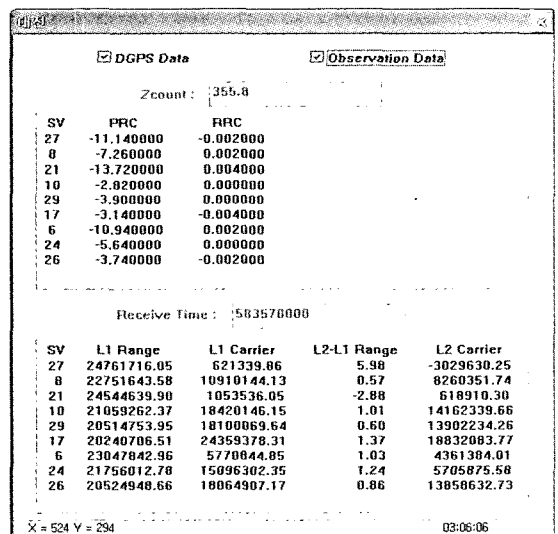 DGPS Data Observation Data
Zcount : 355.8
SV PRC RRC
27 -11.140000 -0.002000
8 -7.260000 0.002000
21 -13.720000 0.004000
10 -2.820000 0.000000
29 -3.900000 0.000000
17 -3.140000 -0.004000
6 -10.940000 0.002000
24 -5.640000 0.000000
26 -3.740000 -0.002000
Receive Time : 583570000
SV L1 Range L1 Carrier L2-L1 Range L2 Carrier
27 24761716.05 621339.86 5.98 -3029630.25
8 22751643.58 10910144.13 0.57 8260351.74
21 24544639.90 1053536.05 -2.88 618910.30
10 21059262.37 18420146.15 1.01 14162339.66
29 20514753.95 18100069.64 0.60 13902234.26
17 20240706.51 24359378.31 1.37 18832083.77
6 23047842.96 5770844.85 1.03 4361384.01
24 21756012.78 15096302.35 1.24 5705875.58
26 20524948.66 18064907.17 0.86 13858632.73
X = 524 Y = 294 03:06:06